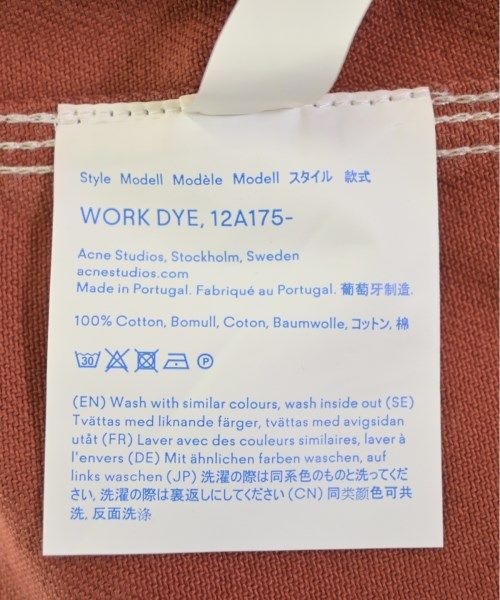 Style Modell Modèle Modell スタイル 款式
WORK DYE, 12A175-
Acne Studios, Stockholm, Sweden
acnestudios.com
Made in Portugal. Fabriqué au Portugal. 葡萄牙制造.
100% Cotton, Bomull, Coton, Baumwolle, コットン, 棉
30 P
(EN) Wash with similar colours, wash inside out (SE)
Tvättas med liknande färger, tvättas med avigsidan
utåt (FR) Laver avec des couleurs similaires, laver à
l'envers (DE) Mit ähnlichen farben waschen, auf
links waschen (JP) 洗濯の際は同系色のものと洗ってくだ
さい, 洗濯の際は裏返しにしてください (CN) 同类颜色可共
洗, 反面洗涤